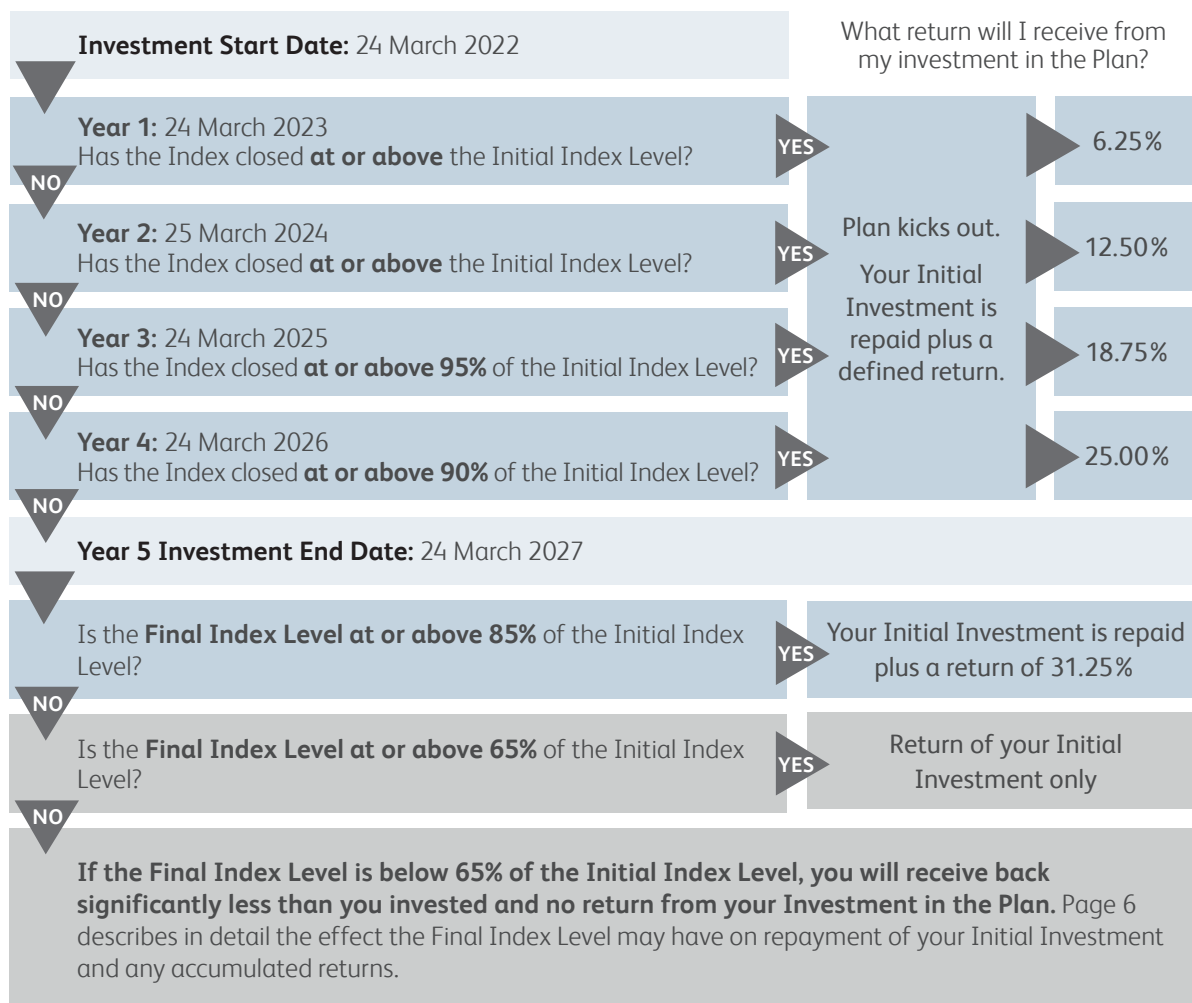 Investment Start Date: 24 March 2022
What return will I receive from
my investment in the Plan?
Year 1: 24 March 2023
Has the Index closed at or above the Initial Index Level?
YES
6.25%
NO
Year 2: 25 March 2024
Has the Index closed at or above the Initial Index Level?
YES
Plan kicks out.
Your Initial
Investment is
repaid plus a
defined return.
12.50%
NO
Year 3: 24 March 2025
Has the Index closed at or above 95% of the Initial Index Level?
YES
18.75%
NO
Year 4: 24 March 2026
Has the Index closed at or above 90% of the Initial Index Level?
YES
25.00%
NO
Year 5 Investment End Date: 24 March 2027
Is the Final Index Level at or above 85% of the Initial Index
Level?
YES
Your Initial Investment is repaid
plus a return of 31.25%
NO
Is the Final Index Level at or above 65% of the Initial Index
Level?
YES
Return of your Initial
Investment only
NO
If the Final Index Level is below 65% of the Initial Index Level, you will receive back
significantly less than you invested and no return from your Investment in the Plan. Page 6
describes in detail the effect the Final Index Level may have on repayment of your Initial Investment
and any accumulated returns.